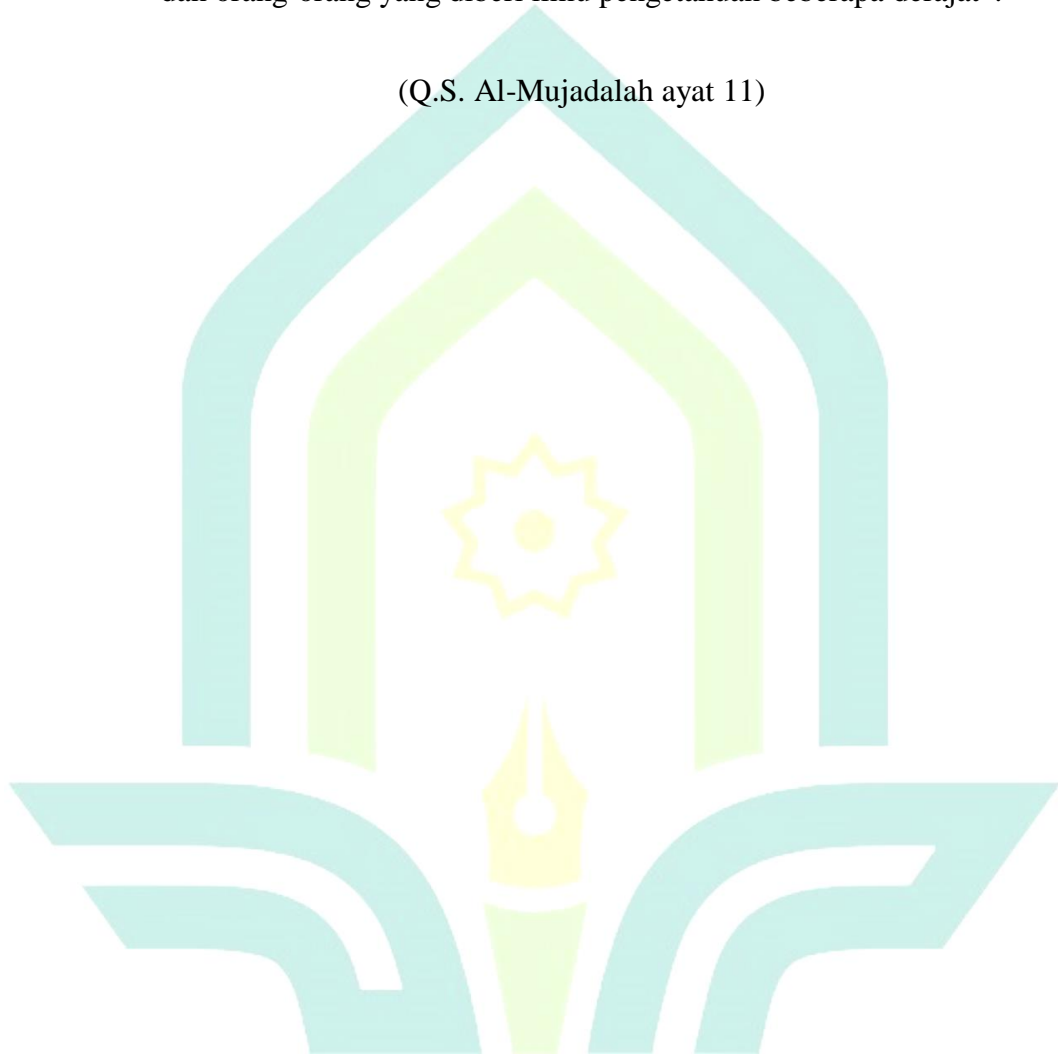 dan orang-orang yang diberi ilmu pengetahuan beberapa derajat”.
(Q.S. Al-Mujadalah ayat 11)